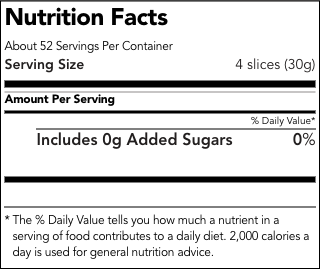 Nutrition Facts
About 52 Servings Per Container
Serving Size 4 slices (30g)
Amount Per Serving
% Daily Value*
Includes 0g Added Sugars 0%
* The % Daily Value tells you how much a nutrient in a
serving of food contributes to a daily diet. 2,000 calories a
day is used for general nutrition advice.